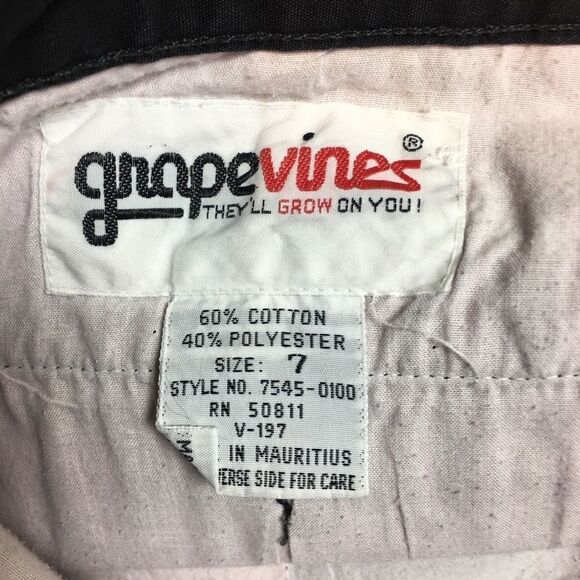 grapevines®
THEY'LL GROW ON YOU!
60% COTTON
40% POLYESTER
SIZE: 7
STYLE NO. 7545-0100
RN 50811
V-197
IN MAURITIUS
FOR CARE
SIDE